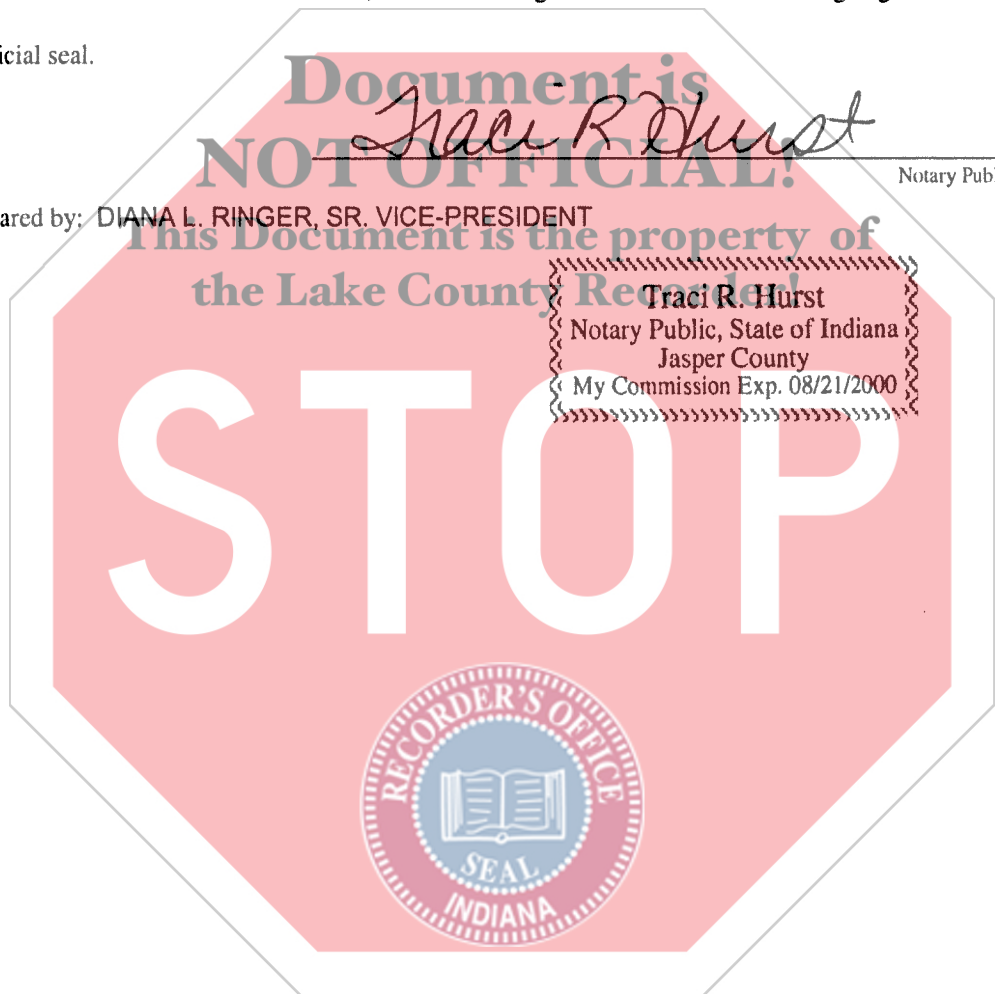 icial seal.
Document is
Traci R Hurst
NOT OFFICIAL!
Notary Publ
ared by: DIANA L. RINGER, SR. VICE-PRESIDENT
This Document is the property of
the Lake County Recorder!
Traci R. Hurst
Notary Public, State of Indiana
Jasper County
My Commission Exp. 08/21/2000
STOP
RECORDER'S OFFICE
SEAL
INDIANA